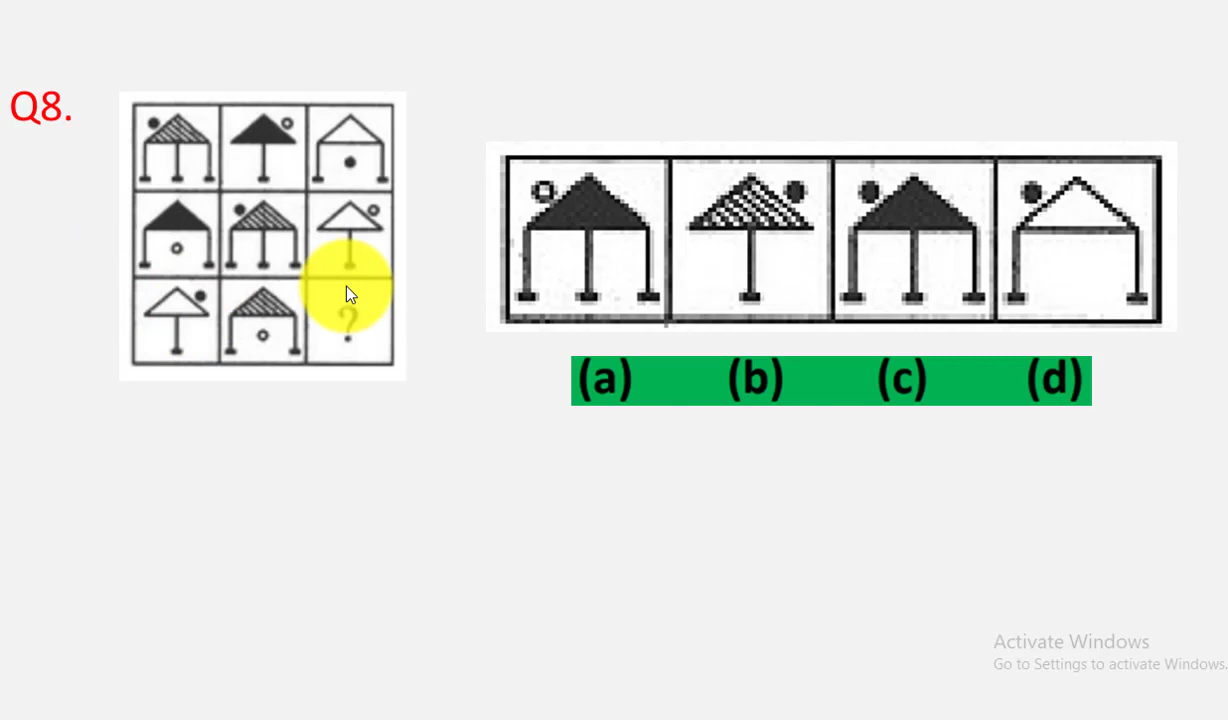 Q8.
?
(a) (b) (c) (d)
Activate Windows
Go to Settings to activate Windows.